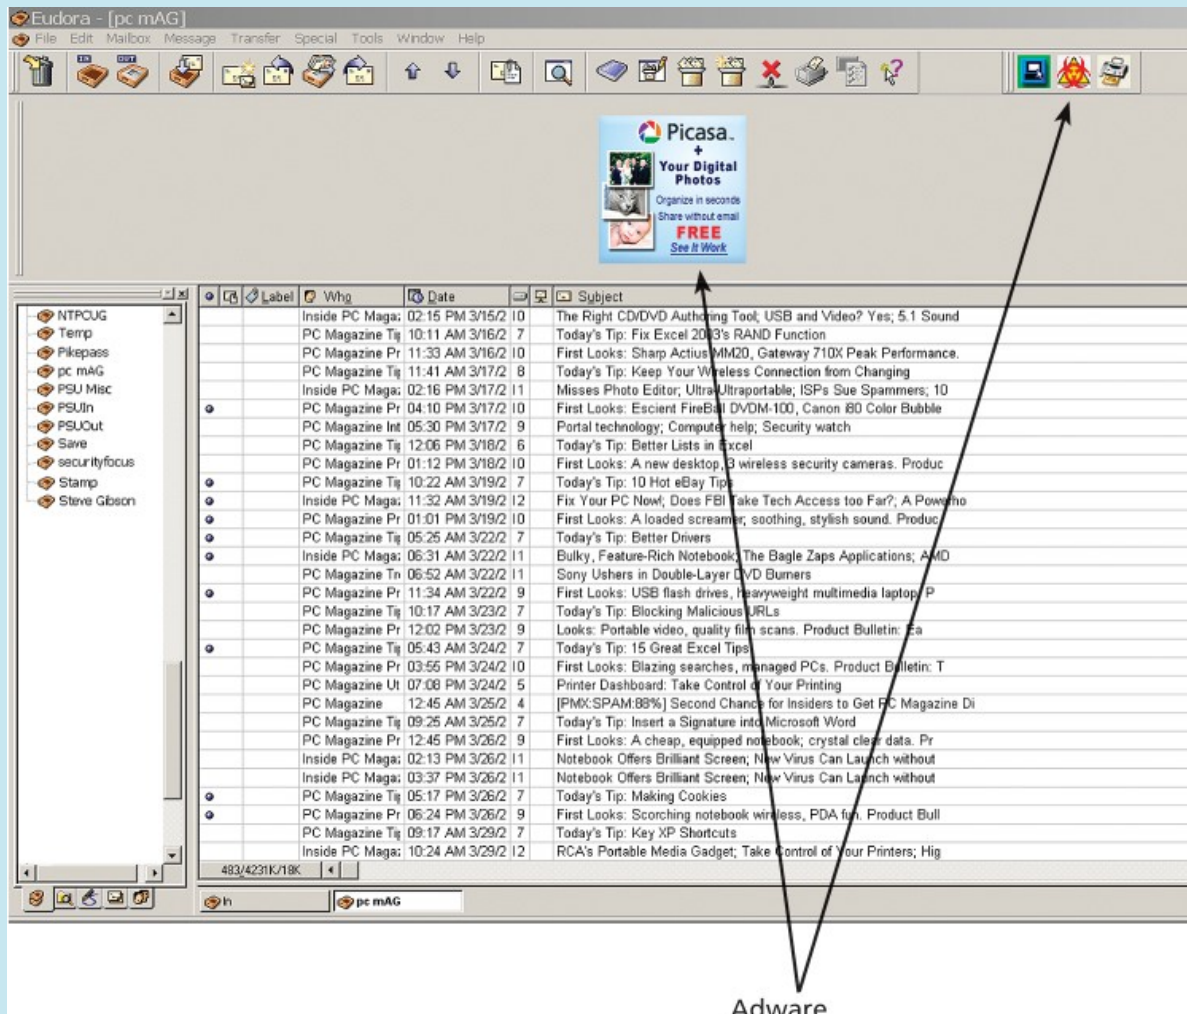 Eudora - [pc mAG]
File Edit Mailbox Message Transfer Special Tools Window Help
IN OUT
Picasa™
+
Your Digital
Photos
Organize in seconds
Share without email
FREE
See It Work
Label Who Date Subject
NTPCUG
Temp
Pikepass
pc mAG
PSU Misc
PSUIn
PSUOut
Save
securityfocus
Stamp
Steve Gibson
Inside PC Maga: 02:15 PM 3/15/2 10 The Right CD/DVD Authoring Tool; USB and Video? Yes; 5.1 Sound
PC Magazine Tip 10:11 AM 3/16/2 7 Today's Tip: Fix Excel 2003's RAND Function
PC Magazine Pr 11:33 AM 3/16/2 10 First Looks: Sharp Actius MM20, Gateway 710X Peak Performance.
PC Magazine Tip 11:41 AM 3/17/2 8 Today's Tip: Keep Your Wireless Connection from Changing
Inside PC Maga: 02:16 PM 3/17/2 11 Misses Photo Editor; Ultra-Ultraportable; ISPs Sue Spammers; 10
PC Magazine Pr 04:10 PM 3/17/2 10 First Looks: Escient FireBall DVDM-100, Canon i80 Color Bubble
PC Magazine Int 05:30 PM 3/17/2 9 Portal technology; Computer help; Security watch
PC Magazine Tip 12:06 PM 3/18/2 6 Today's Tip: Better Lists in Excel
PC Magazine Pr 01:12 PM 3/18/2 10 First Looks: A new desktop, 3 wireless security cameras. Produc
PC Magazine Tip 10:22 AM 3/19/2 7 Today's Tip: 10 Hot eBay Tips
Inside PC Maga: 11:32 AM 3/19/2 12 Fix Your PC Now!; Does FBI Take Tech Access too Far?; A Powerho
PC Magazine Pr 01:01 PM 3/19/2 10 First Looks: A loaded screamer; soothing, stylish sound. Produc
PC Magazine Tip 05:25 AM 3/22/2 7 Today's Tip: Better Drivers
Inside PC Maga: 06:31 AM 3/22/2 11 Bulky, Feature-Rich Notebook; The Bagle Zaps Applications; AMD
PC Magazine Tr 06:52 AM 3/22/2 11 Sony Ushers in Double-Layer DVD Burners
PC Magazine Pr 11:34 AM 3/22/2 9 First Looks: USB flash drives, heavyweight multimedia laptop, P
PC Magazine Tip 10:17 AM 3/23/2 7 Today's Tip: Blocking Malicious URLs
PC Magazine Pr 12:02 PM 3/23/2 9 Looks: Portable video, quality film scans. Product Bulletin: Ea
PC Magazine Tip 05:43 AM 3/24/2 7 Today's Tip: 15 Great Excel Tips
PC Magazine Pr 03:55 PM 3/24/2 10 First Looks: Blazing searches, managed PCs. Product Bulletin: T
PC Magazine Ut 07:08 PM 3/24/2 5 Printer Dashboard: Take Control of Your Printing
PC Magazine 12:45 AM 3/25/2 4 [PMX:SPAM:88%] Second Chance for Insiders to Get PC Magazine Di
PC Magazine Tip 09:25 AM 3/25/2 7 Today's Tip: Insert a Signature into Microsoft Word
PC Magazine Pr 12:45 PM 3/26/2 9 First Looks: A cheap, equipped notebook; crystal clear data. Pr
Inside PC Maga: 02:13 PM 3/26/2 11 Notebook Offers Brilliant Screen; New Virus Can Launch without
Inside PC Maga: 03:37 PM 3/26/2 11 Notebook Offers Brilliant Screen; New Virus Can Launch without
PC Magazine Tip 05:17 PM 3/26/2 7 Today's Tip: Making Cookies
PC Magazine Pr 06:24 PM 3/26/2 9 First Looks: Scorching notebook wireless, PDA fun. Product Bull
PC Magazine Tip 09:17 AM 3/29/2 7 Today's Tip: Key XP Shortcuts
Inside PC Maga: 10:24 AM 3/29/2 12 RCA's Portable Media Gadget; Take Control of Your Printers; Hig
483/4231K/18K
In pc mAG
Adware